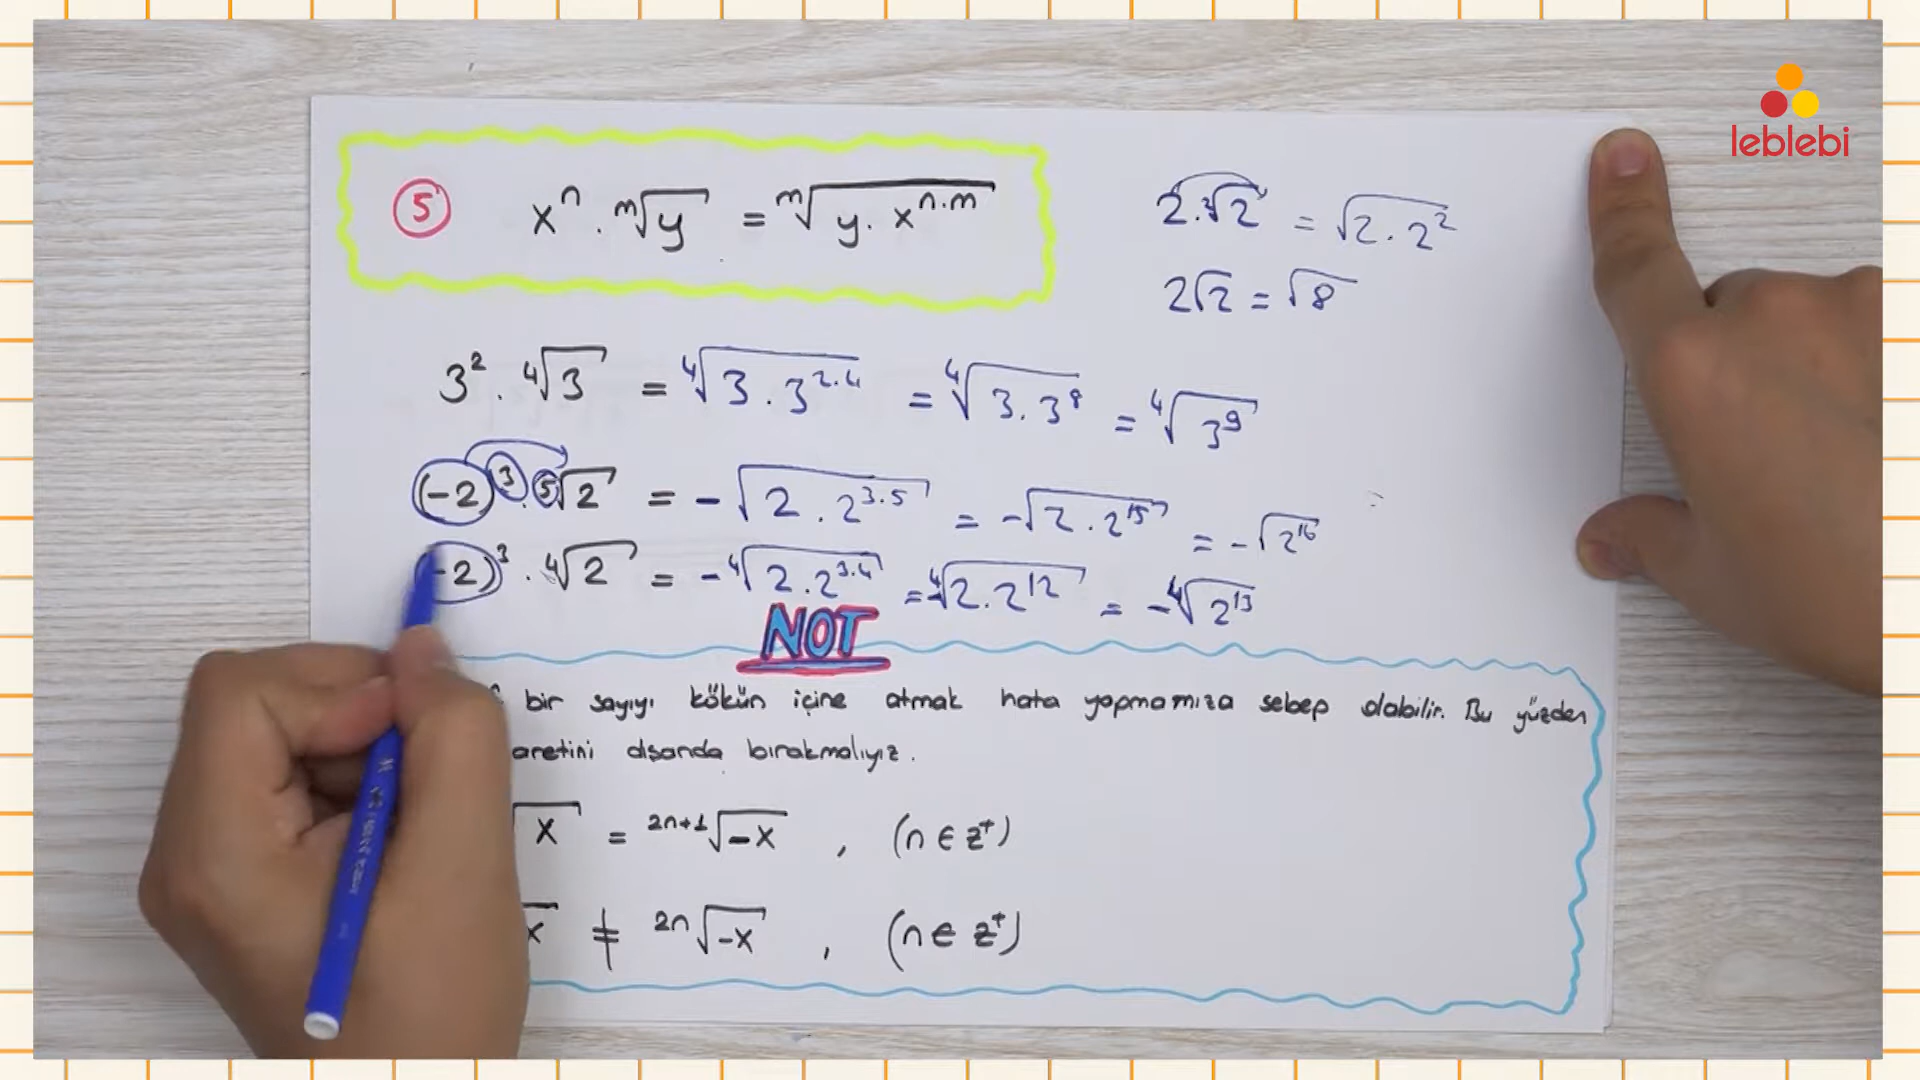 leblebi
5 xⁿ · ᵐ√y = ᵐ√(y · xⁿ·ᵐ)
2·²√2 = √(2·2²)
2√2 = √8
3² · ⁴√3 = ⁴√(3·3²·⁴) = ⁴√(3·3⁸) = ⁴√(3⁹)
(-2)³ · ⁵√2 = -√(2·2³·⁵) = -√(2·2¹⁵) = -√(2¹⁶)
-2)³ · ⁴√2 = -⁴√(2·2³·⁴) = -⁴√(2·2¹²) = -⁴√(2¹³)
NOT
bir sayıyı kökün içine atmak hata yapmamıza sebep olabilir. Bu yüzden
aretini dışarıda bırakmalıyız.
√x = ²ⁿ⁺¹√(-x) , (n ∈ z⁺)
x ≠ ²ⁿ√(-x) , (n ∈ z⁺)